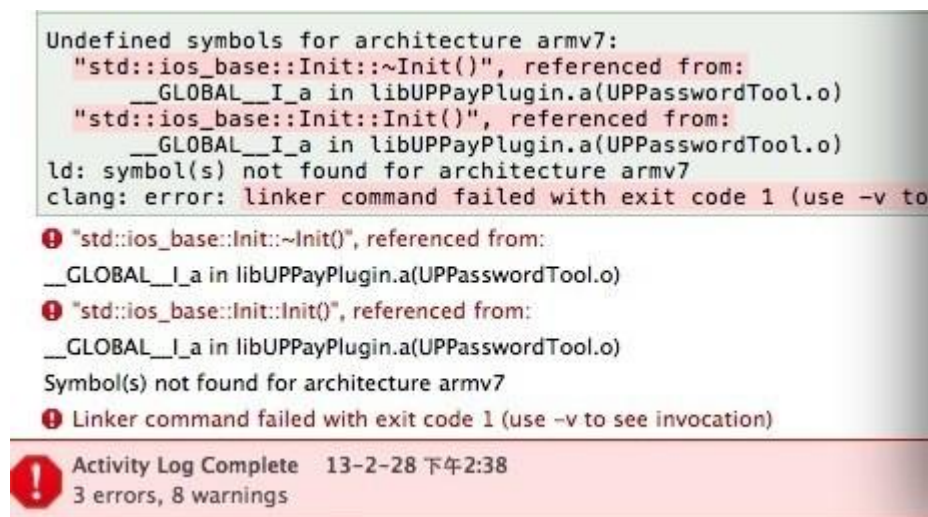 Undefined symbols for architecture armv7:
"std::ios_base::Init::~Init()", referenced from:
__GLOBAL__I_a in libUPPayPlugin.a(UPPasswordTool.o)
"std::ios_base::Init::Init()", referenced from:
__GLOBAL__I_a in libUPPayPlugin.a(UPPasswordTool.o)
ld: symbol(s) not found for architecture armv7
clang: error: linker command failed with exit code 1 (use -v to
"std::ios_base::Init::~Init()", referenced from:
__GLOBAL__I_a in libUPPayPlugin.a(UPPasswordTool.o)
"std::ios_base::Init::Init()", referenced from:
__GLOBAL__I_a in libUPPayPlugin.a(UPPasswordTool.o)
Symbol(s) not found for architecture armv7
Linker command failed with exit code 1 (use -v to see invocation)
Activity Log Complete 13-2-28 下午2:38
3 errors, 8 warnings